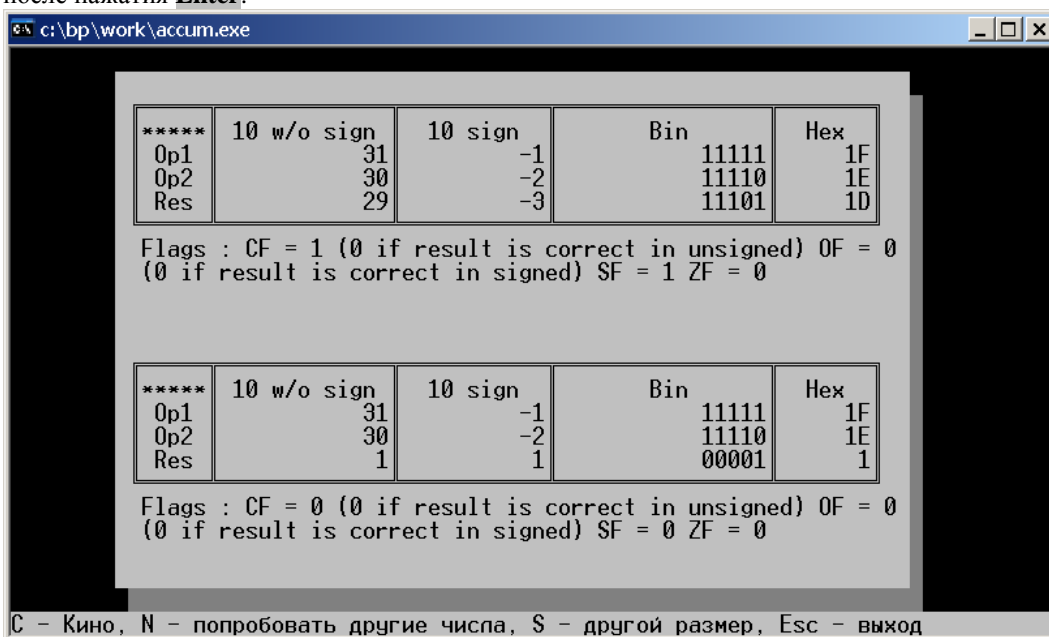 после нажатия Enter.
c:\bp\work\accum.exe
***** 10 w/o sign 10 sign Bin Hex
Op1 31 -1 11111 1F
Op2 30 -2 11110 1E
Res 29 -3 11101 1D
Flags : CF = 1 (0 if result is correct in unsigned) OF = 0
(0 if result is correct in signed) SF = 1 ZF = 0
***** 10 w/o sign 10 sign Bin Hex
Op1 31 -1 11111 1F
Op2 30 -2 11110 1E
Res 1 1 00001 1
Flags : CF = 0 (0 if result is correct in unsigned) OF = 0
(0 if result is correct in signed) SF = 0 ZF = 0
C - Кино, N - попробовать другие числа, S - другой размер, Esc - выход